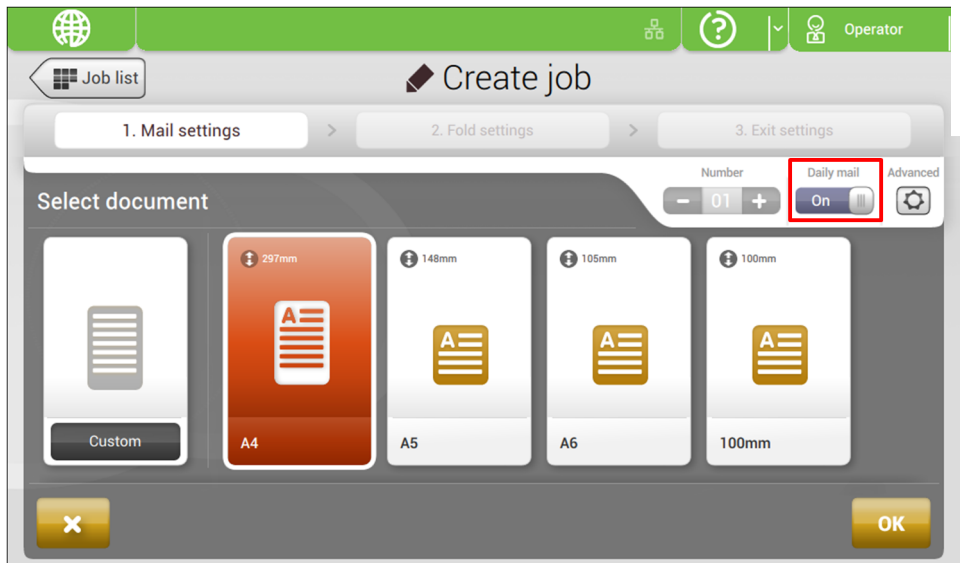 Operator
Job list
Create job
1. Mail settings > 2. Fold settings > 3. Exit settings
Number Daily mail Advanced
Select document
01
On
297mm 148mm 105mm 100mm
A A A A
Custom A4 A5 A6 100mm
OK